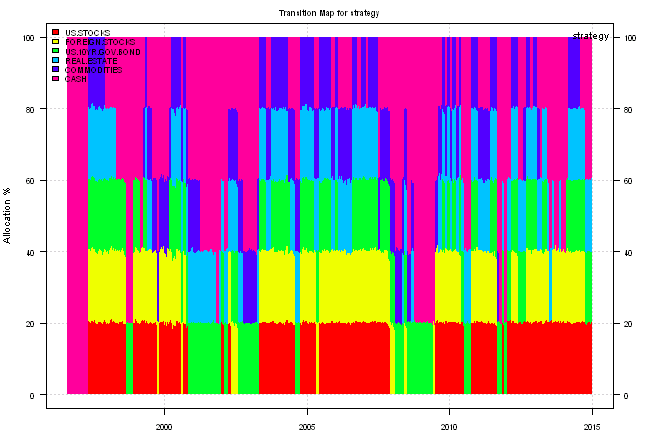 Transition Map for strategy
strategy
US.STOCKS
FOREIGN.STOCKS
US.10YR.GOV.BOND
REAL.ESTATE
COMMODITIES
CASH
Allocation %
100
80
60
40
20
0
100
80
60
40
20
0
2000
2005
2010
2015